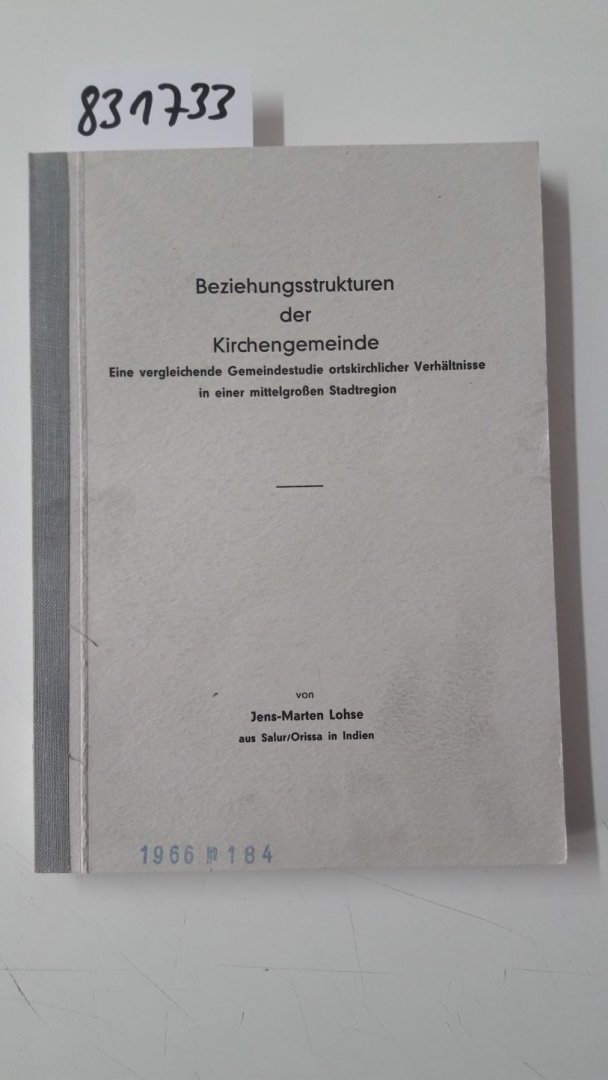 831733
Beziehungsstrukturen
der
Kirchengemeinde
Eine vergleichende Gemeindestudie ortskirchlicher Verhältnisse
in einer mittelgroßen Stadtregion
von
Jens-Marten Lohse
aus Salur/Orissa in Indien
1966 № 184